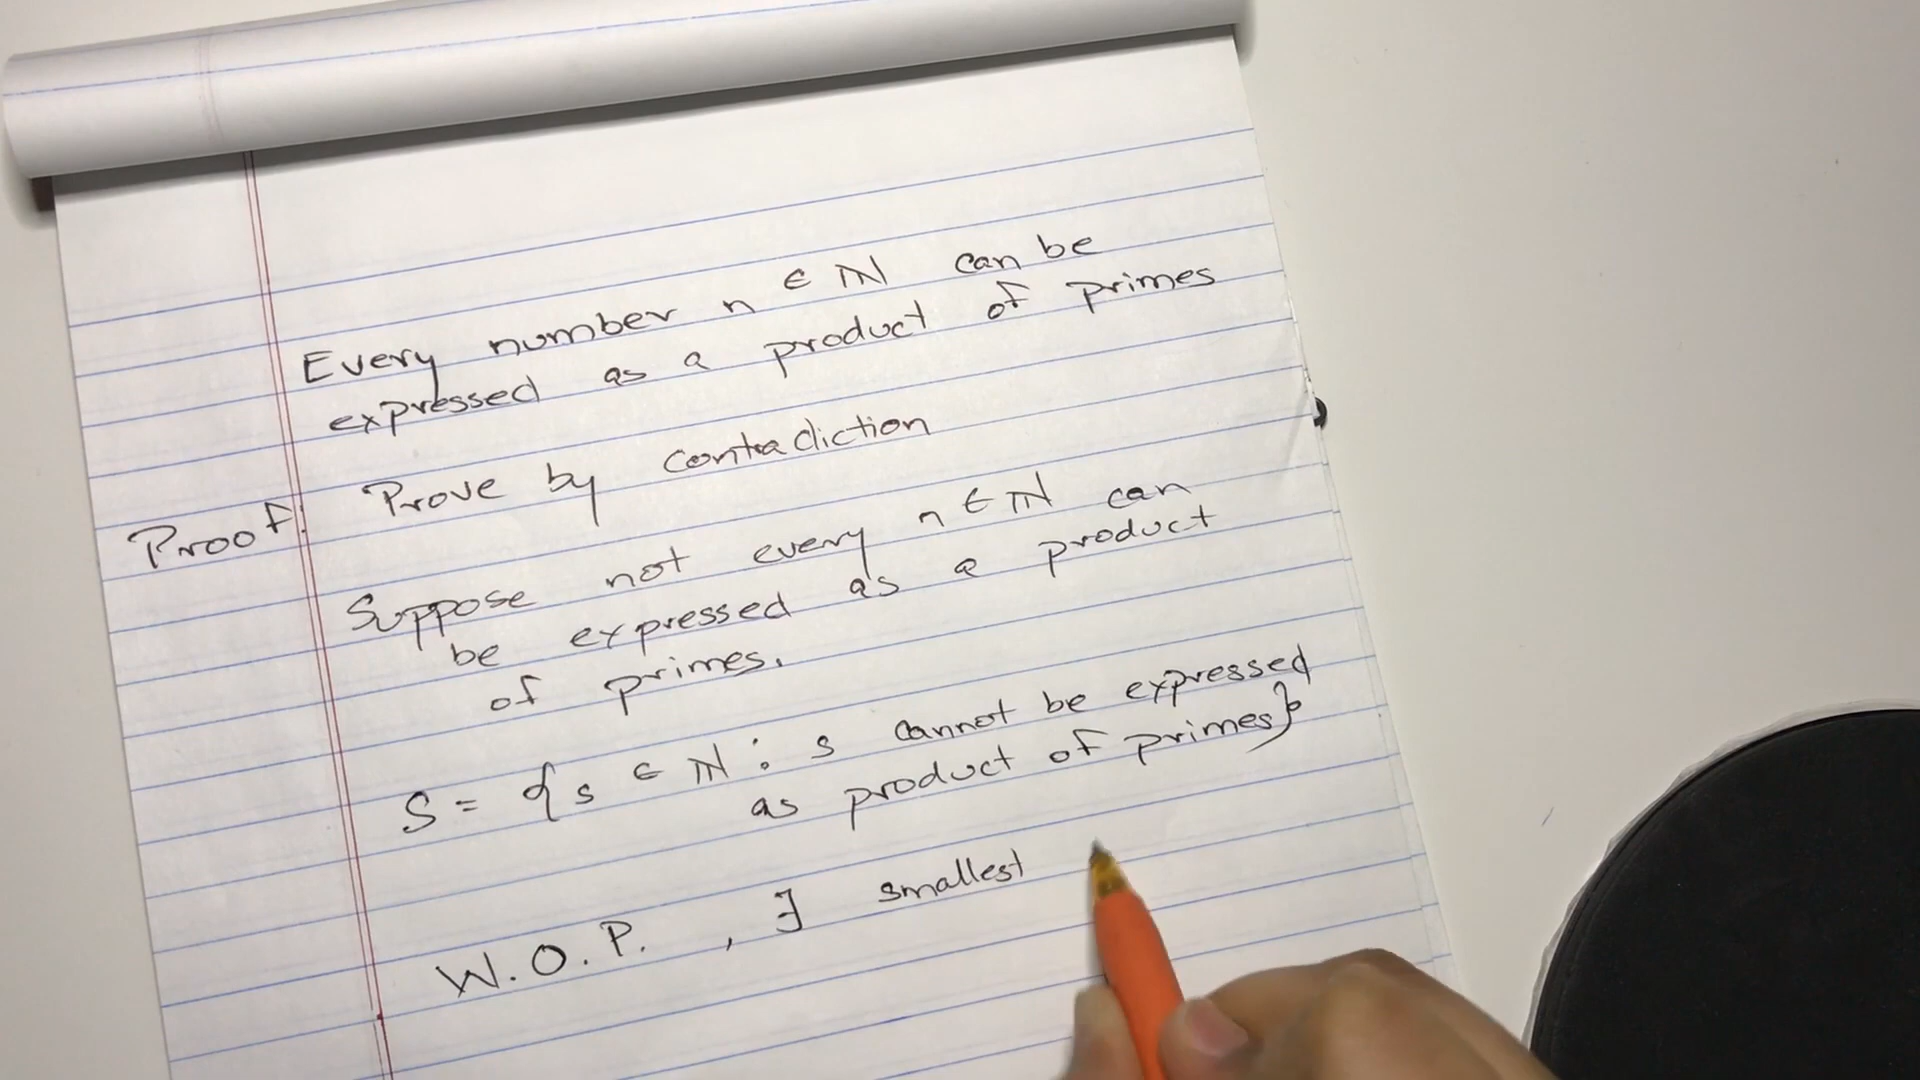 Every number n ∈ ℕ can be
expressed as a product of primes
Proof: Prove by contradiction
Suppose not every n ∈ ℕ can
be expressed as a product
of primes.
S = {s ∈ ℕ : s cannot be expressed
as product of primes}
W.O.P. , ∃ smallest